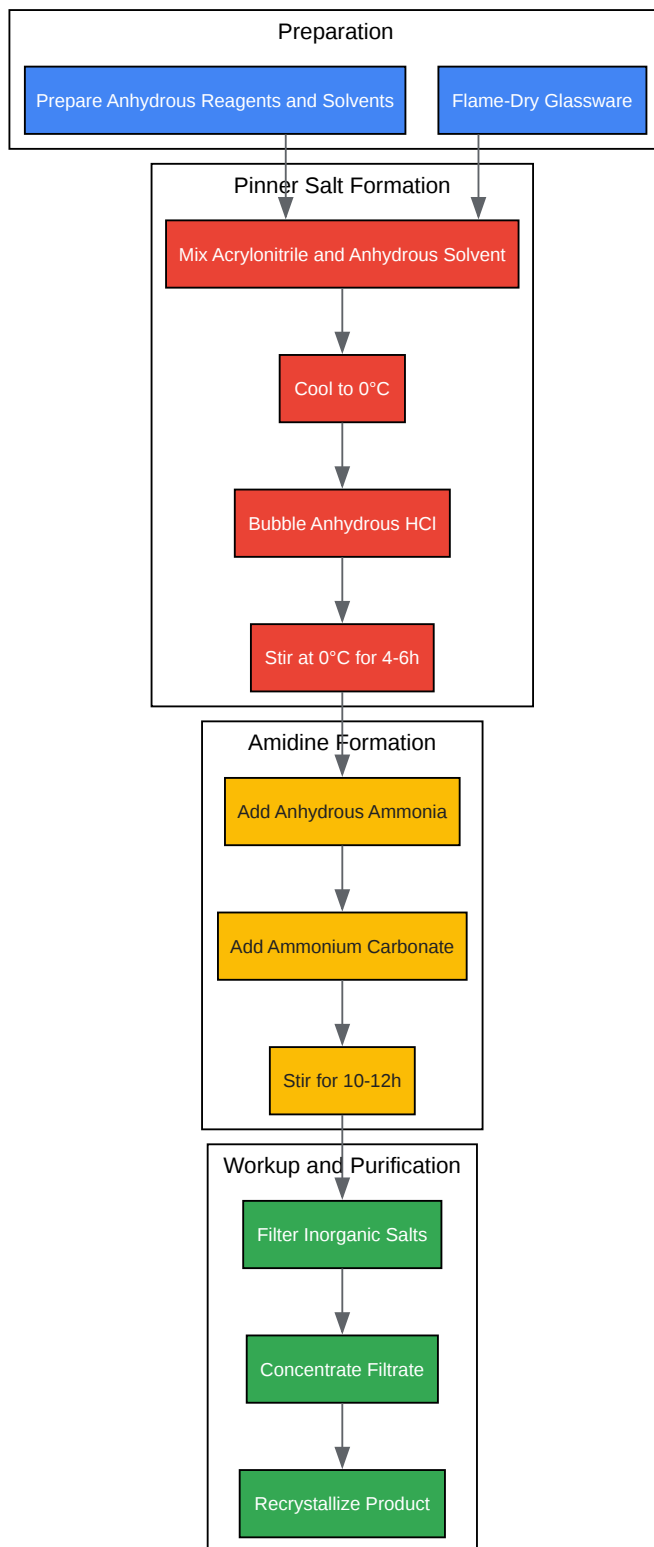 Preparation
Prepare Anhydrous Reagents and Solvents
Flame-Dry Glassware
Pinner Salt Formation
Mix Acrylonitrile and Anhydrous Solvent
Cool to 0°C
Bubble Anhydrous HCl
Stir at 0°C for 4-6h
Amidine Formation
Add Anhydrous Ammonia
Add Ammonium Carbonate
Stir for 10-12h
Workup and Purification
Filter Inorganic Salts
Concentrate Filtrate
Recrystallize Product